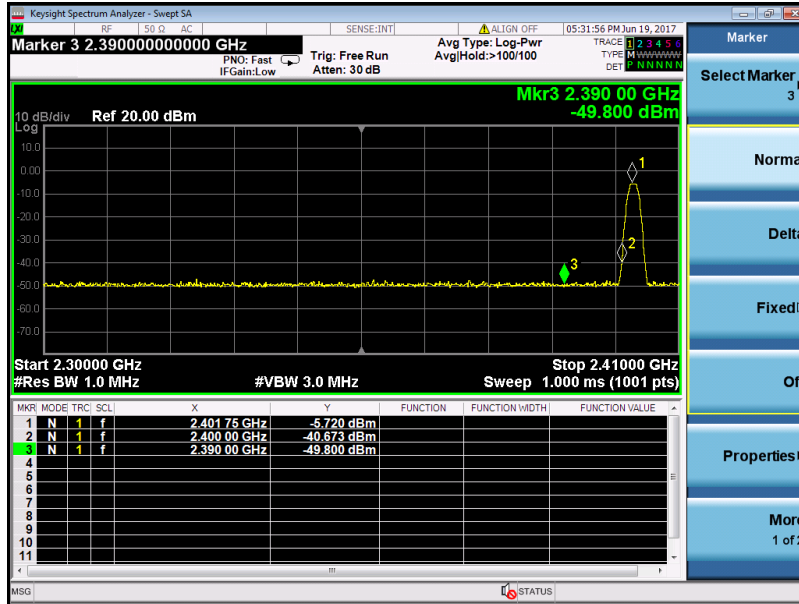 Keysight Spectrum Analyzer - Swept SA
LXI RF 50 Ω AC SENSE:INT ALIGN OFF 05:31:56 PM Jun 19, 2017
Marker 3 2.390000000000 GHz
PNO: Fast
IFGain:Low
Trig: Free Run
Atten: 30 dB
Avg Type: Log-Pwr
Avg|Hold:>100/100
TRACE 1 2 3 4 5 6
TYPE M W W W W W
DET P N N N N N
Mkr3 2.390 00 GHz
-49.800 dBm
10 dB/div Ref 20.00 dBm
Log
10.0
0.00
-10.0
-20.0
-30.0
-40.0
-50.0
-60.0
-70.0
1
2
3
Start 2.30000 GHz Stop 2.41000 GHz
#Res BW 1.0 MHz #VBW 3.0 MHz Sweep 1.000 ms (1001 pts)
MKR MODE TRC SCL X Y FUNCTION FUNCTION WIDTH FUNCTION VALUE
1 N 1 f 2.401 75 GHz -5.720 dBm
2 N 1 f 2.400 00 GHz -40.673 dBm
3 N 1 f 2.390 00 GHz -49.800 dBm
4
5
6
7
8
9
10
11
MSG STATUS
Marker
Select Marker
3
Norma
Delta
Fixed
Of
Properties
More
1 of 2